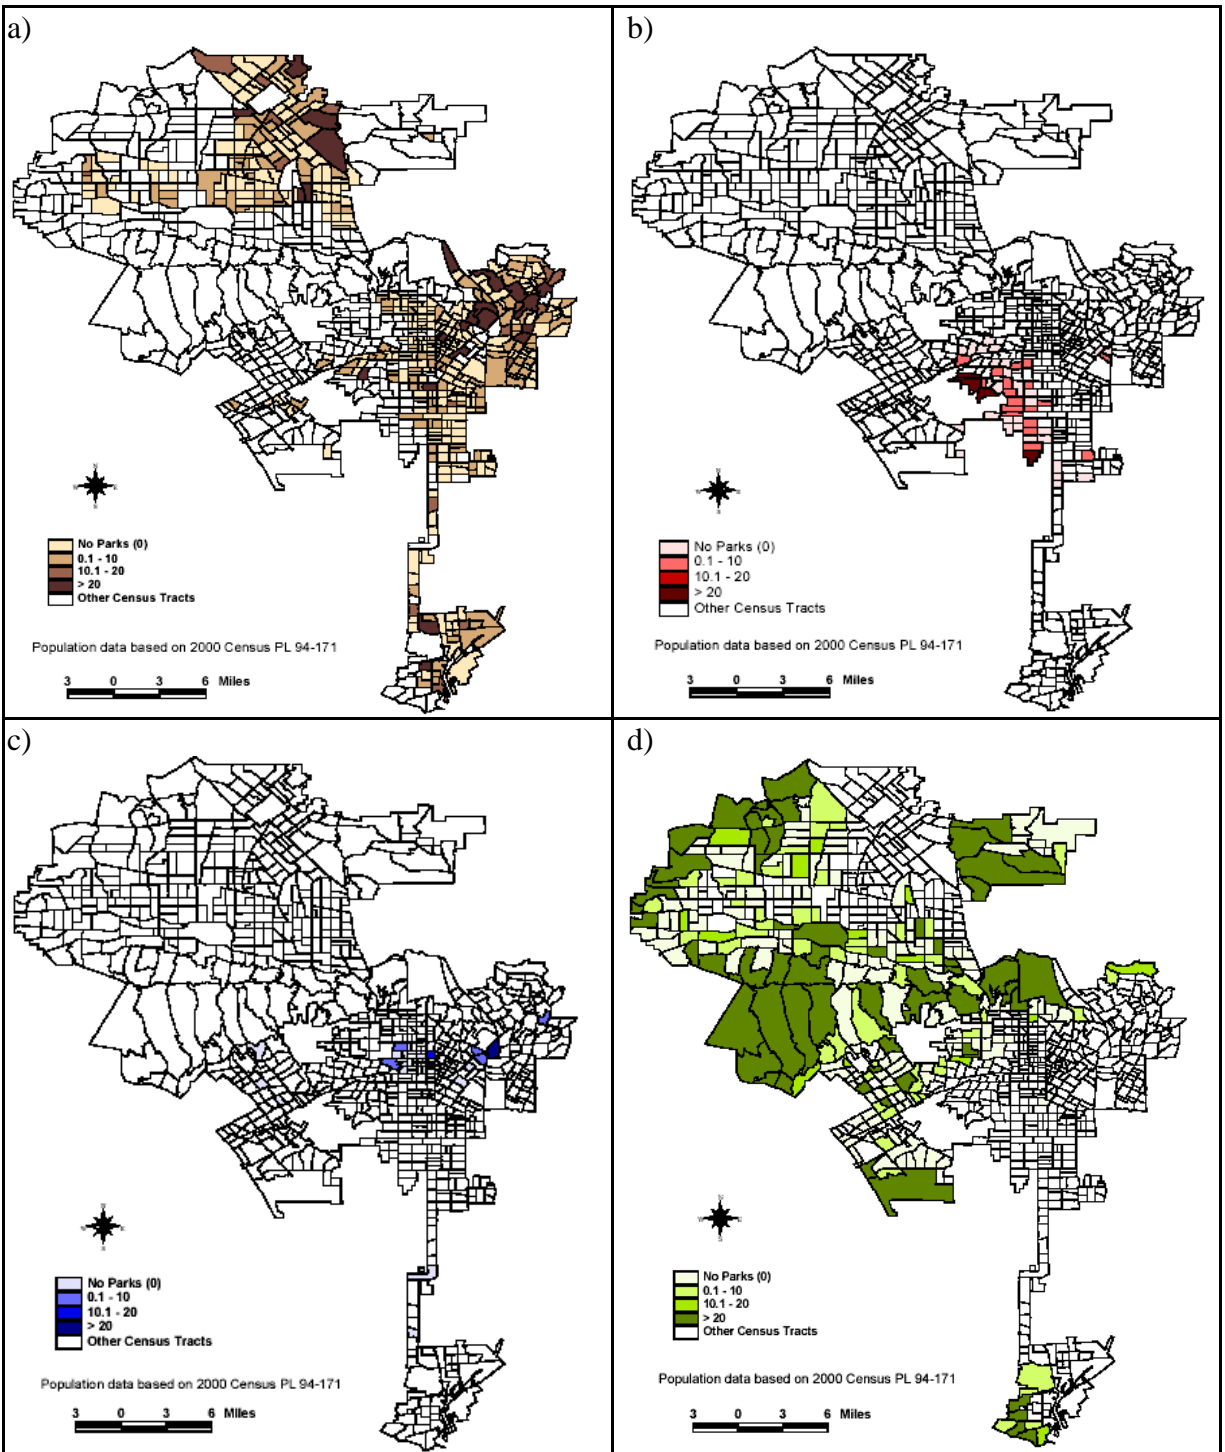 a)
No Parks (0)
0.1 - 10
10.1 - 20
> 20
Other Census Tracts
Population data based on 2000 Census PL 94-171
3 0 3 6 Miles
b)
No Parks (0)
0.1 - 10
10.1 - 20
> 20
Other Census Tracts
Population data based on 2000 Census PL 94-171
3 0 3 6 Miles
c)
No Parks (0)
0.1 - 10
10.1 - 20
> 20
Other Census Tracts
Population data based on 2000 Census PL 94-171
3 0 3 6 Miles
d)
No Parks (0)
0.1 - 10
10.1 - 20
> 20
Other Census Tracts
Population data based on 2000 Census PL 94-171
3 0 3 6 Miles